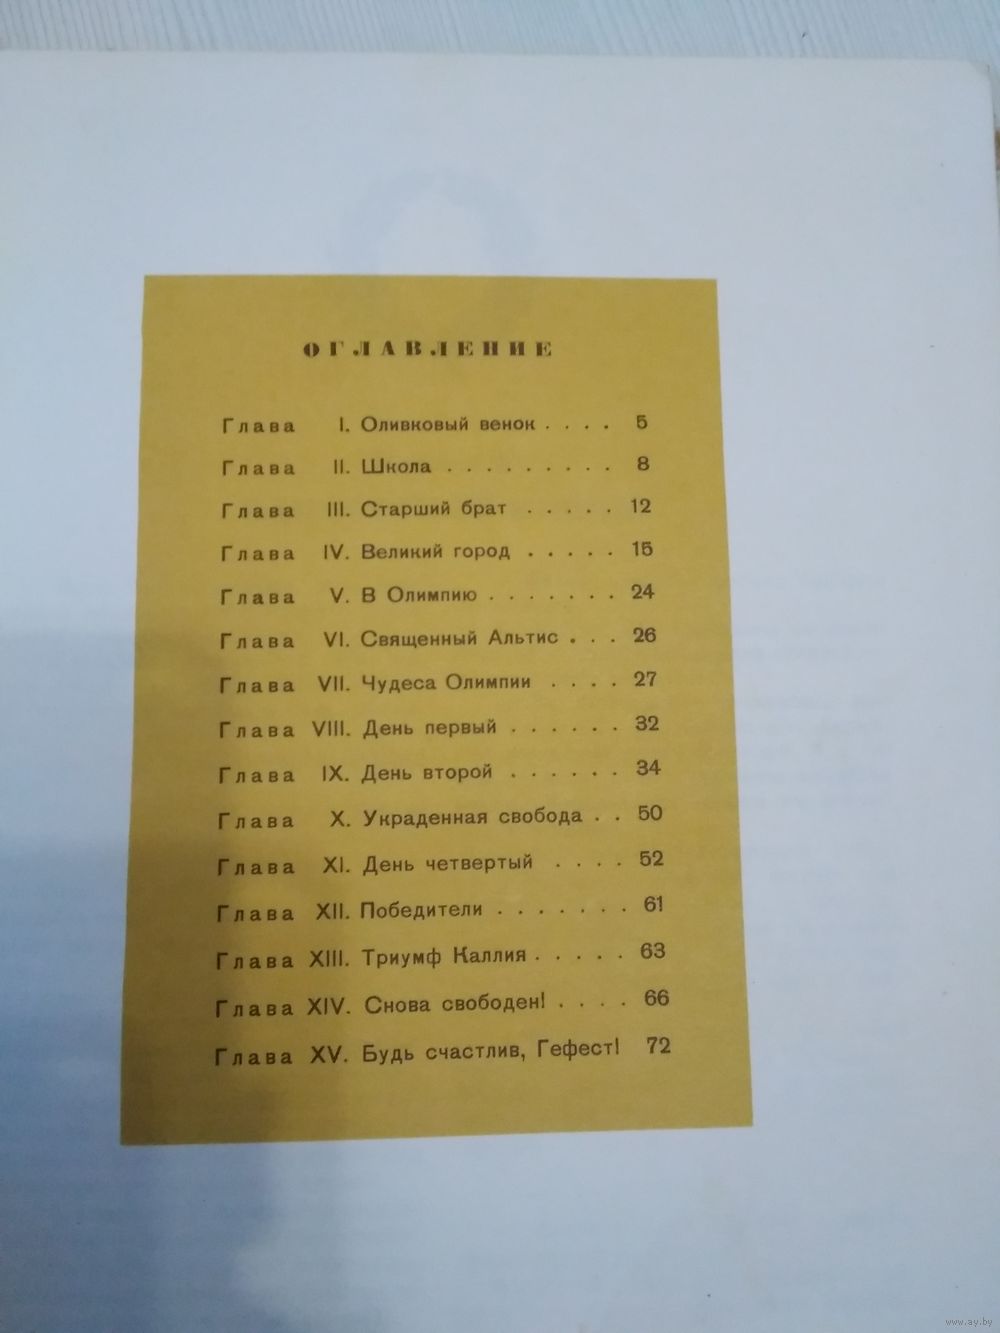 ОГЛАВЛЕНИЕ
Глава I. Оливковый венок . . . . 5
Глава II. Школа . . . . . . . . . 8
Глава III. Старший брат . . . . . 12
Глава IV. Великий город . . . . . 15
Глава V. В Олимпию . . . . . . . 24
Глава VI. Священный Альтис . . . 26
Глава VII. Чудеса Олимпии . . . . 27
Глава VIII. День первый . . . . . . 32
Глава IX. День второй . . . . . . 34
Глава X. Украденная свобода . . 50
Глава XI. День четвертый . . . . 52
Глава XII. Победители . . . . . . . 61
Глава XIII. Триумф Каллия . . . . . 63
Глава XIV. Снова свободен! . . . . 66
Глава XV. Будь счастлив, Гефест! 72
www.ay.by